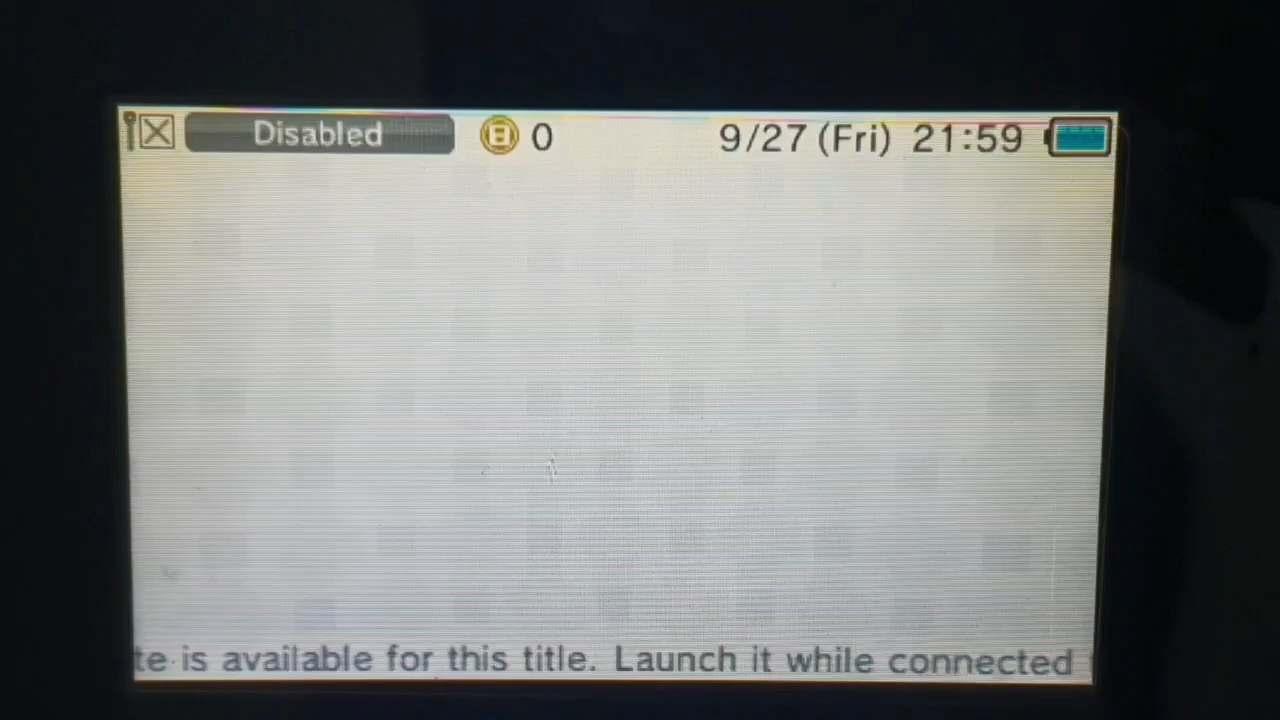 Disabled 0 9/27 (Fri) 21:59
te is available for this title. Launch it while connected